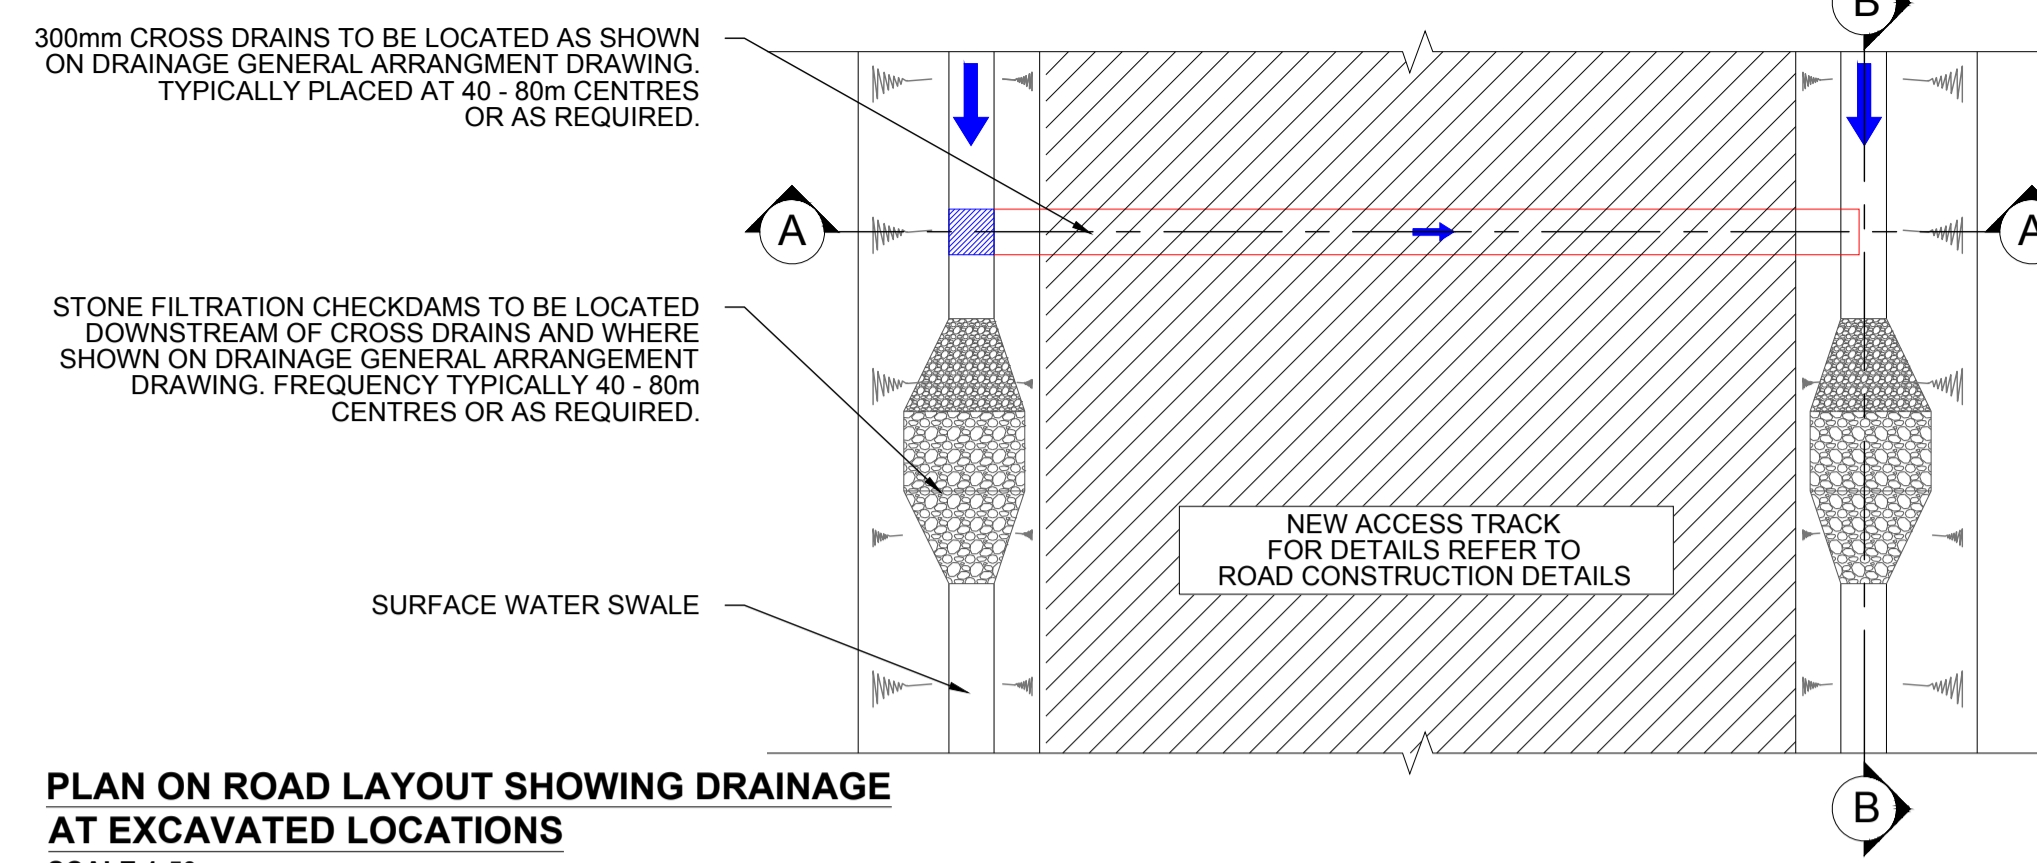 300mm CROSS DRAINS TO BE LOCATED AS SHOWN
ON DRAINAGE GENERAL ARRANGMENT DRAWING.
TYPICALLY PLACED AT 40 - 80m CENTRES
OR AS REQUIRED.
B
A
A
STONE FILTRATION CHECKDAMS TO BE LOCATED
DOWNSTREAM OF CROSS DRAINS AND WHERE
SHOWN ON DRAINAGE GENERAL ARRANGEMENT
DRAWING. FREQUENCY TYPICALLY 40 - 80m
CENTRES OR AS REQUIRED.
NEW ACCESS TRACK
FOR DETAILS REFER TO
ROAD CONSTRUCTION DETAILS
SURFACE WATER SWALE
B
PLAN ON ROAD LAYOUT SHOWING DRAINAGE
AT EXCAVATED LOCATIONS